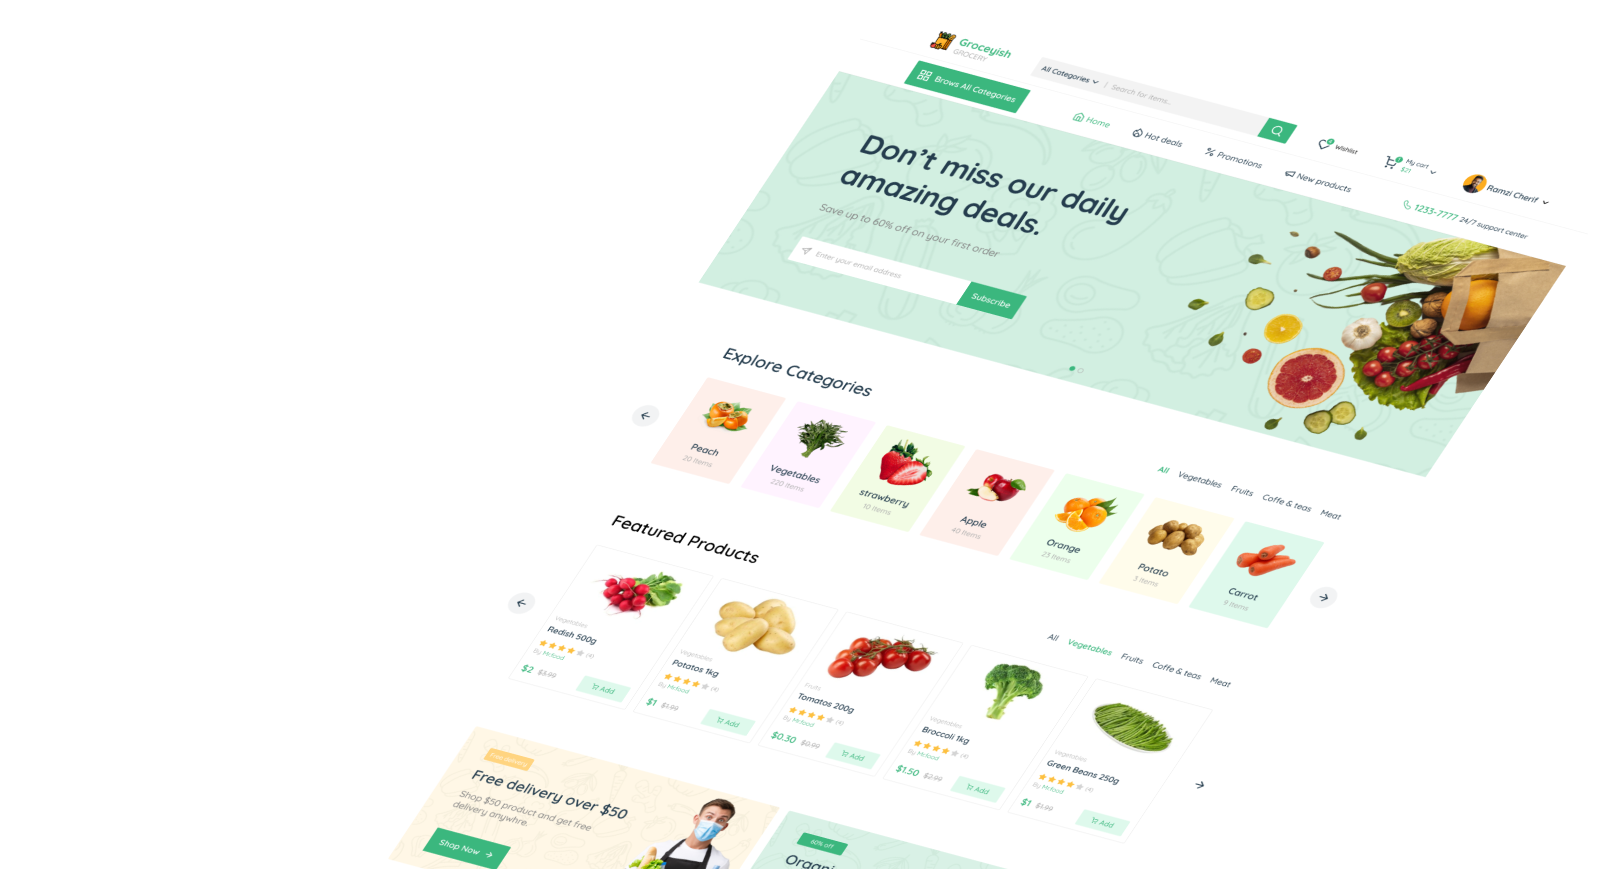 Groceyish
GROCERY
All Categories
Search for items...
Wishlist
My cart
$21
Ramzi Cherif
Brows All Categories
Home
Hot deals
Promotions
New products
1233-7777 24/7 support center
Don't miss our daily
amazing deals.
Save up to 60% off on your first order
Enter your email address
Subscribe
Explore Categories
All
Vegetables
Fruits
Coffe & teas
Meat
Peach
20 Items
Vegetables
220 Items
strawberry
10 Items
Apple
40 Items
Orange
23 Items
Potato
3 Items
Carrot
9 Items
Featured Products
All
Vegetables
Fruits
Coffe & teas
Meat
Vegetables
Redish 500g
(4)
By Mr.food
$2 $3.99
Add
Vegetables
Potatos 1kg
(4)
By Mr.food
$1 $1.99
Add
Fruits
Tomatos 200g
(4)
By Mr.food
$0.30 $0.99
Add
Vegetables
Broccoli 1kg
(4)
By Mr.food
$1.50 $2.99
Add
Vegetables
Green Beans 250g
(4)
By Mr.food
$1 $1.99
Add
Free delivery
Free delivery over $50
Shop $50 product and get free
delivery anywhre.
Shop Now
60% off